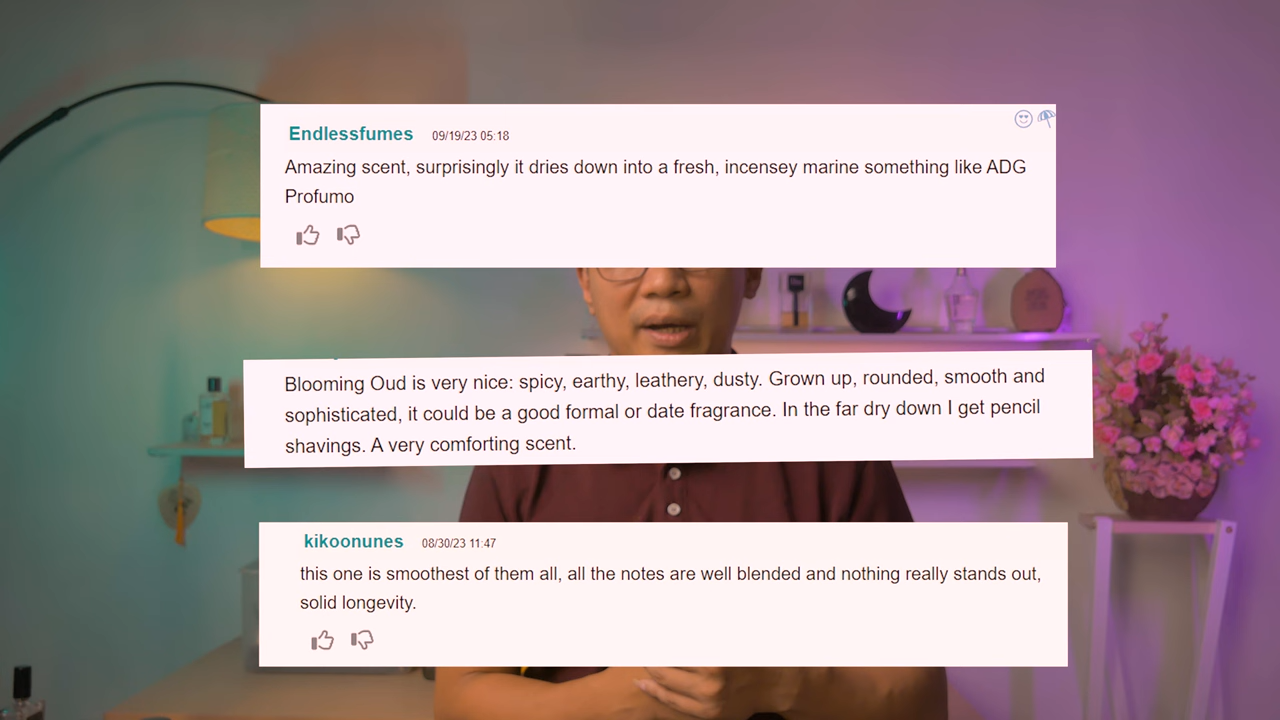 Endlessfumes 09/19/23 05:18
Amazing scent, surprisingly it dries down into a fresh, incensey marine something like ADG
Profumo
Blooming Oud is very nice: spicy, earthy, leathery, dusty. Grown up, rounded, smooth and
sophisticated, it could be a good formal or date fragrance. In the far dry down I get pencil
shavings. A very comforting scent.
kikoonunes 08/30/23 11:47
this one is smoothest of them all, all the notes are well blended and nothing really stands out,
solid longevity.